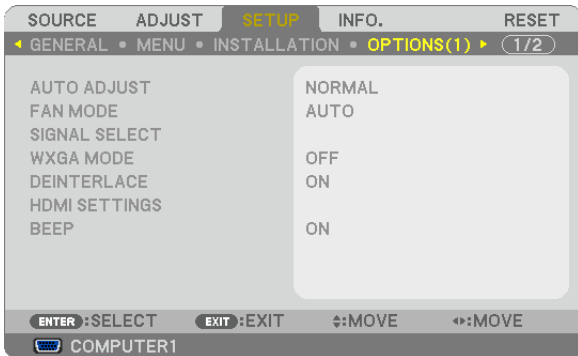 SOURCE ADJUST SETUP INFO. RESET
GENERAL • MENU • INSTALLATION • OPTIONS(1) 1/2
AUTO ADJUST NORMAL
FAN MODE AUTO
SIGNAL SELECT
WXGA MODE OFF
DEINTERLACE ON
HDMI SETTINGS
BEEP ON
ENTER :SELECT EXIT :EXIT :MOVE :MOVE
COMPUTER1